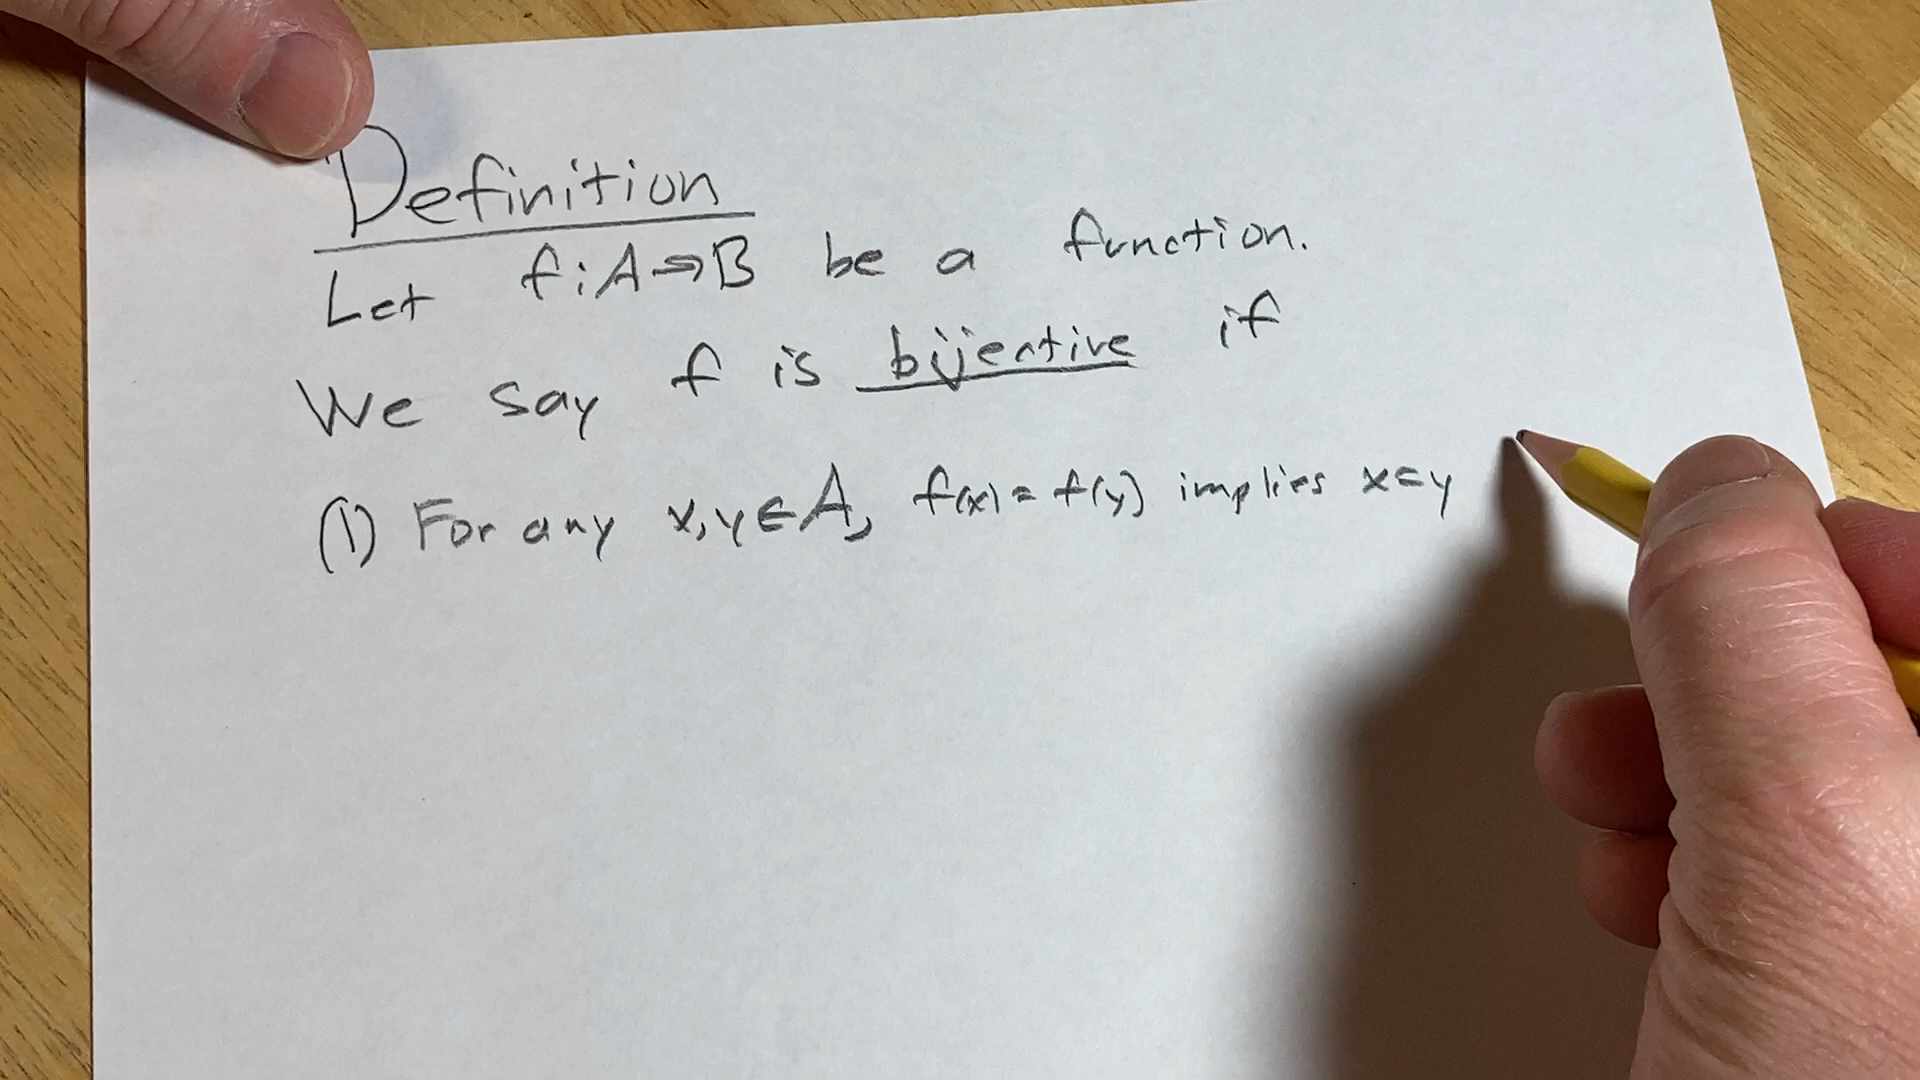 Definition
Let f:A→B be a function.
We say f is bijective if
(1) For any x,y∈A, f(x)=f(y) implies x=y